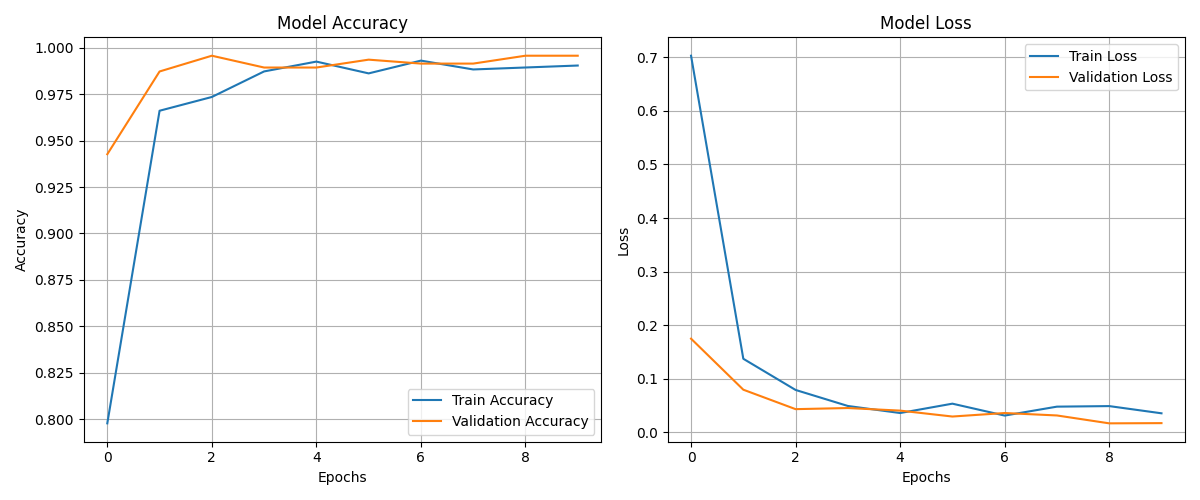 Model Accuracy
1.000
0.975
0.950
0.925
0.900
0.875
0.850
0.825
0.800
Accuracy
0 2 4 6 8
Epochs
Train Accuracy
Validation Accuracy
Model Loss
0.7
0.6
0.5
0.4
0.3
0.2
0.1
0.0
Loss
0 2 4 6 8
Epochs
Train Loss
Validation Loss